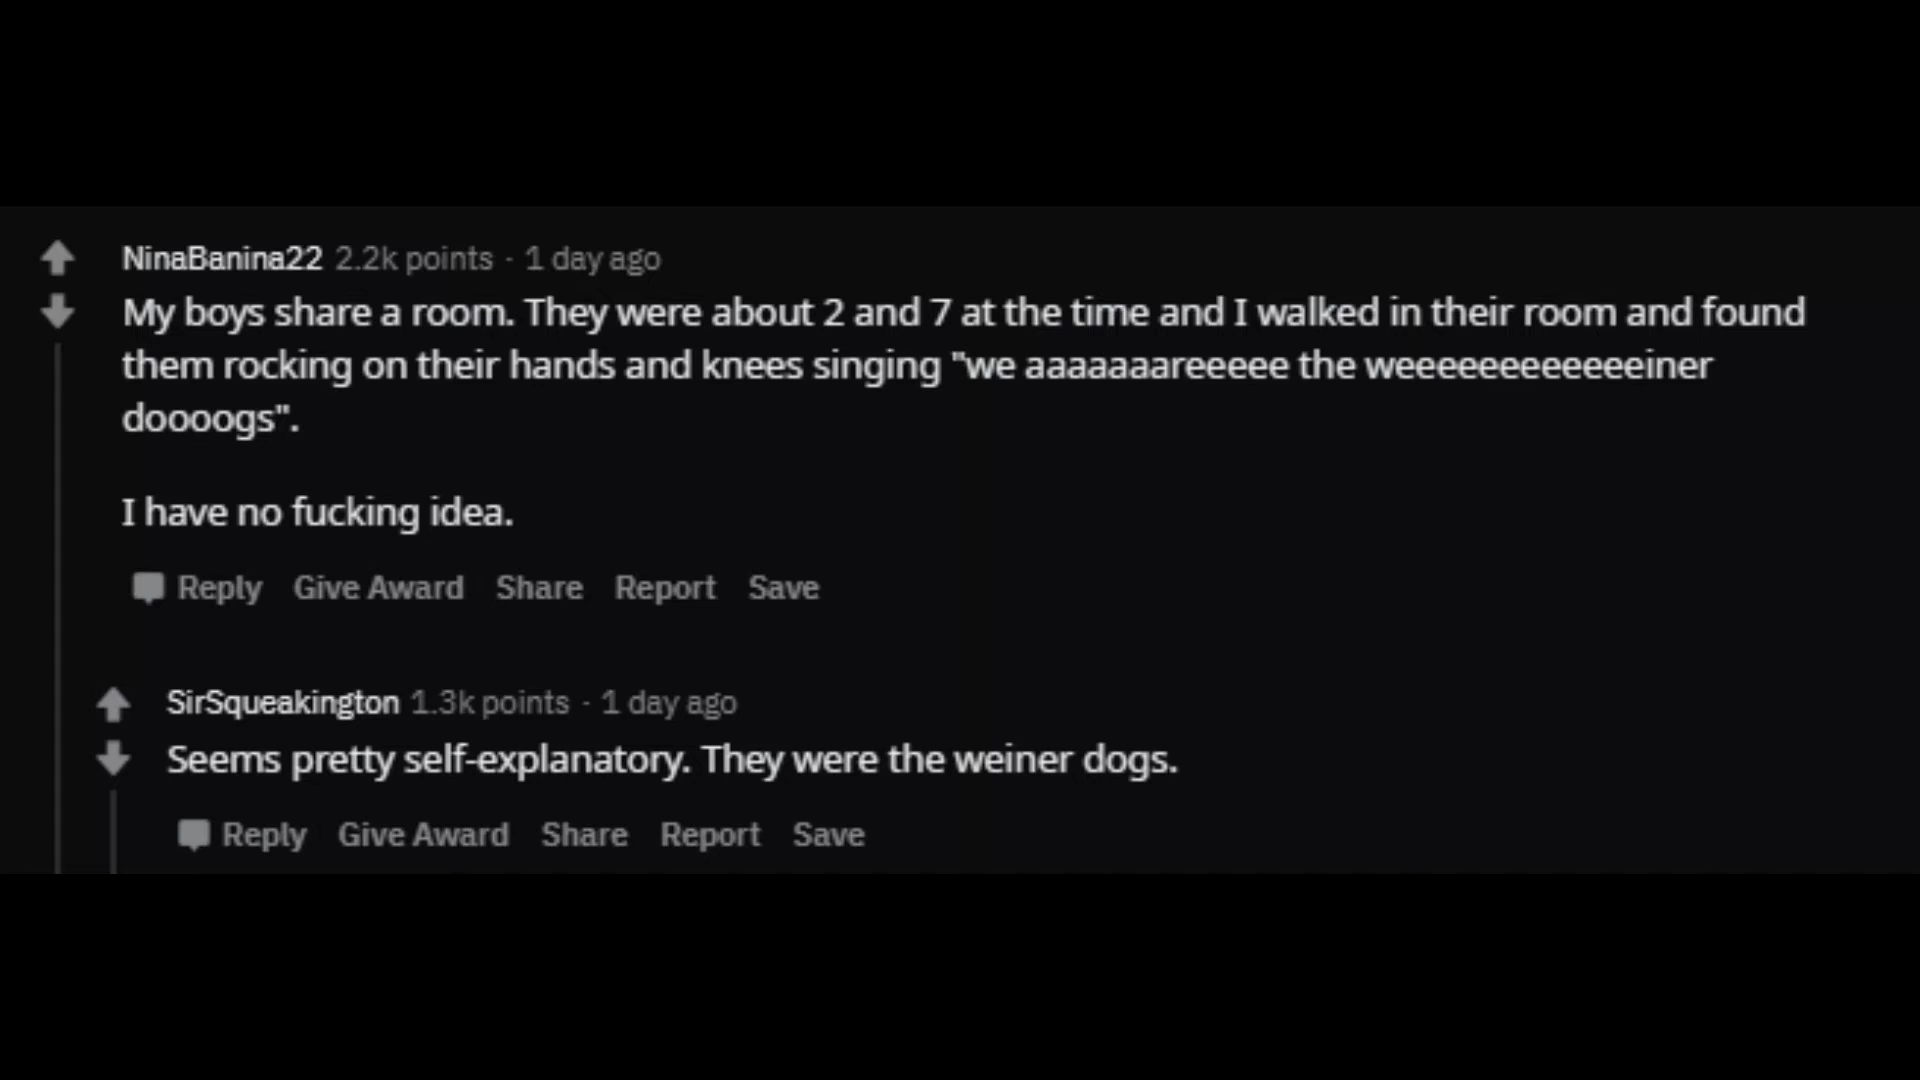 NinaBanina22 2.2k points · 1 day ago
My boys share a room. They were about 2 and 7 at the time and I walked in their room and found
them rocking on their hands and knees singing "we aaaaaaareeeee the weeeeeeeeeeeeiner
doooogs".
I have no fucking idea.
Reply Give Award Share Report Save
SirSqueakington 1.3k points · 1 day ago
Seems pretty self-explanatory. They were the weiner dogs.
Reply Give Award Share Report Save